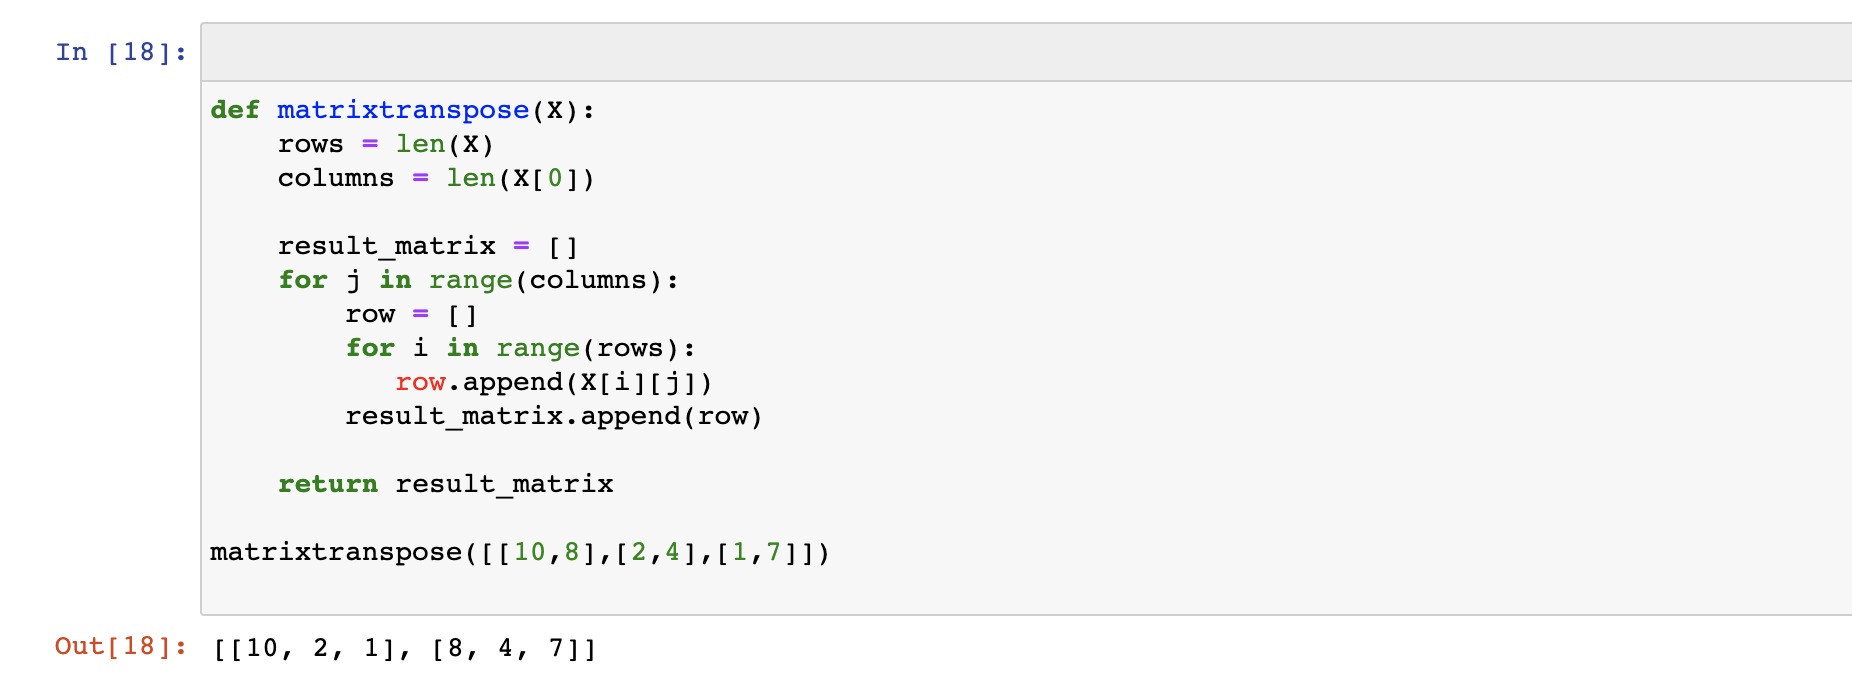 In [18]:
def matrixtranspose(X):
    rows = len(X)
    columns = len(X[0])

    result_matrix = []
    for j in range(columns):
        row = []
        for i in range(rows):
           row.append(X[i][j])
        result_matrix.append(row)

    return result_matrix

matrixtranspose([[10,8],[2,4],[1,7]])

Out[18]: [[10, 2, 1], [8, 4, 7]]